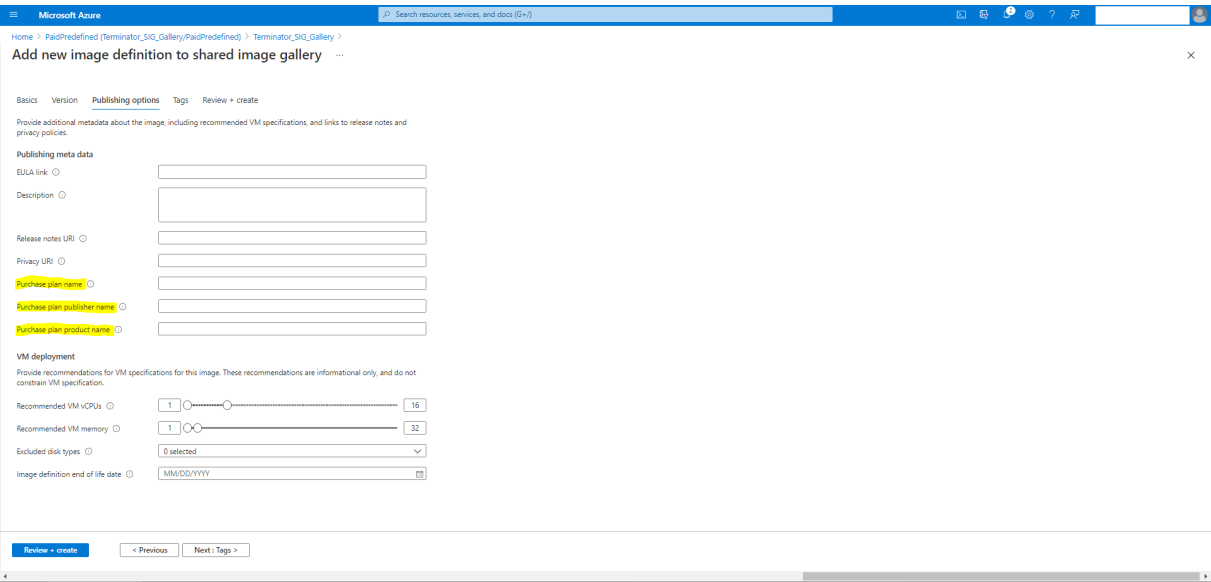 Microsoft Azure
Search resources, services, and docs (G+/)
2
Home > PaidPredefined (Terminator_SIG_Gallery/PaidPredefined) > Terminator_SIG_Gallery >
Add new image definition to shared image gallery ...
Basics Version Publishing options Tags Review + create
Provide additional metadata about the image, including recommended VM specifications, and links to release notes and
privacy policies.
Publishing meta data
EULA link
Description
Release notes URI
Privacy URI
Purchase plan name
Purchase plan publisher name
Purchase plan product name
VM deployment
Provide recommendations for VM specifications for this image. These recommendations are informational only, and do not
constrain VM specification.
Recommended VM vCPUs 1 16
Recommended VM memory 1 32
Excluded disk types 0 selected
Image definition end of life date MM/DD/YYYY
Review + create < Previous Next : Tags >